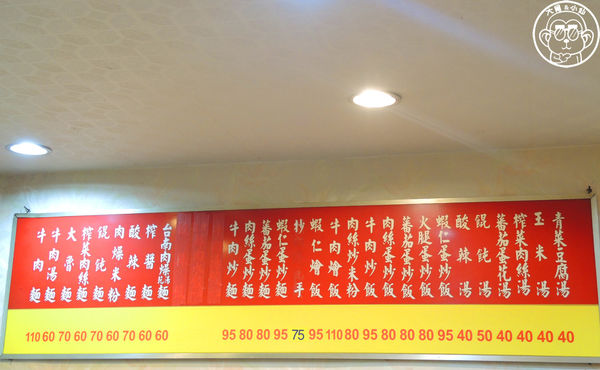 青菜豆腐湯 40
玉米湯 40
榨菜肉絲湯 40
蕃茄蛋花湯 40
餛飩湯 50
酸辣湯 40
蝦仁蛋炒飯 95
火腿蛋炒飯 80
蕃茄蛋炒飯 80
肉絲蛋炒飯 80
牛肉炒飯 95
肉絲炒米粉 80
牛肉燴飯 110
蝦仁燴飯 95
抄手 75
蝦仁蛋炒麵 95
蕃茄蛋炒麵 80
肉絲蛋炒麵 80
牛肉炒麵 95
台南肉燥湯乾麵 60
榨醬麵 60
酸辣麵 70
肉燥米粉 60
餛飩麵 70
榨菜肉絲麵 60
大魯麵 70
牛肉湯麵 60
牛肉麵 110